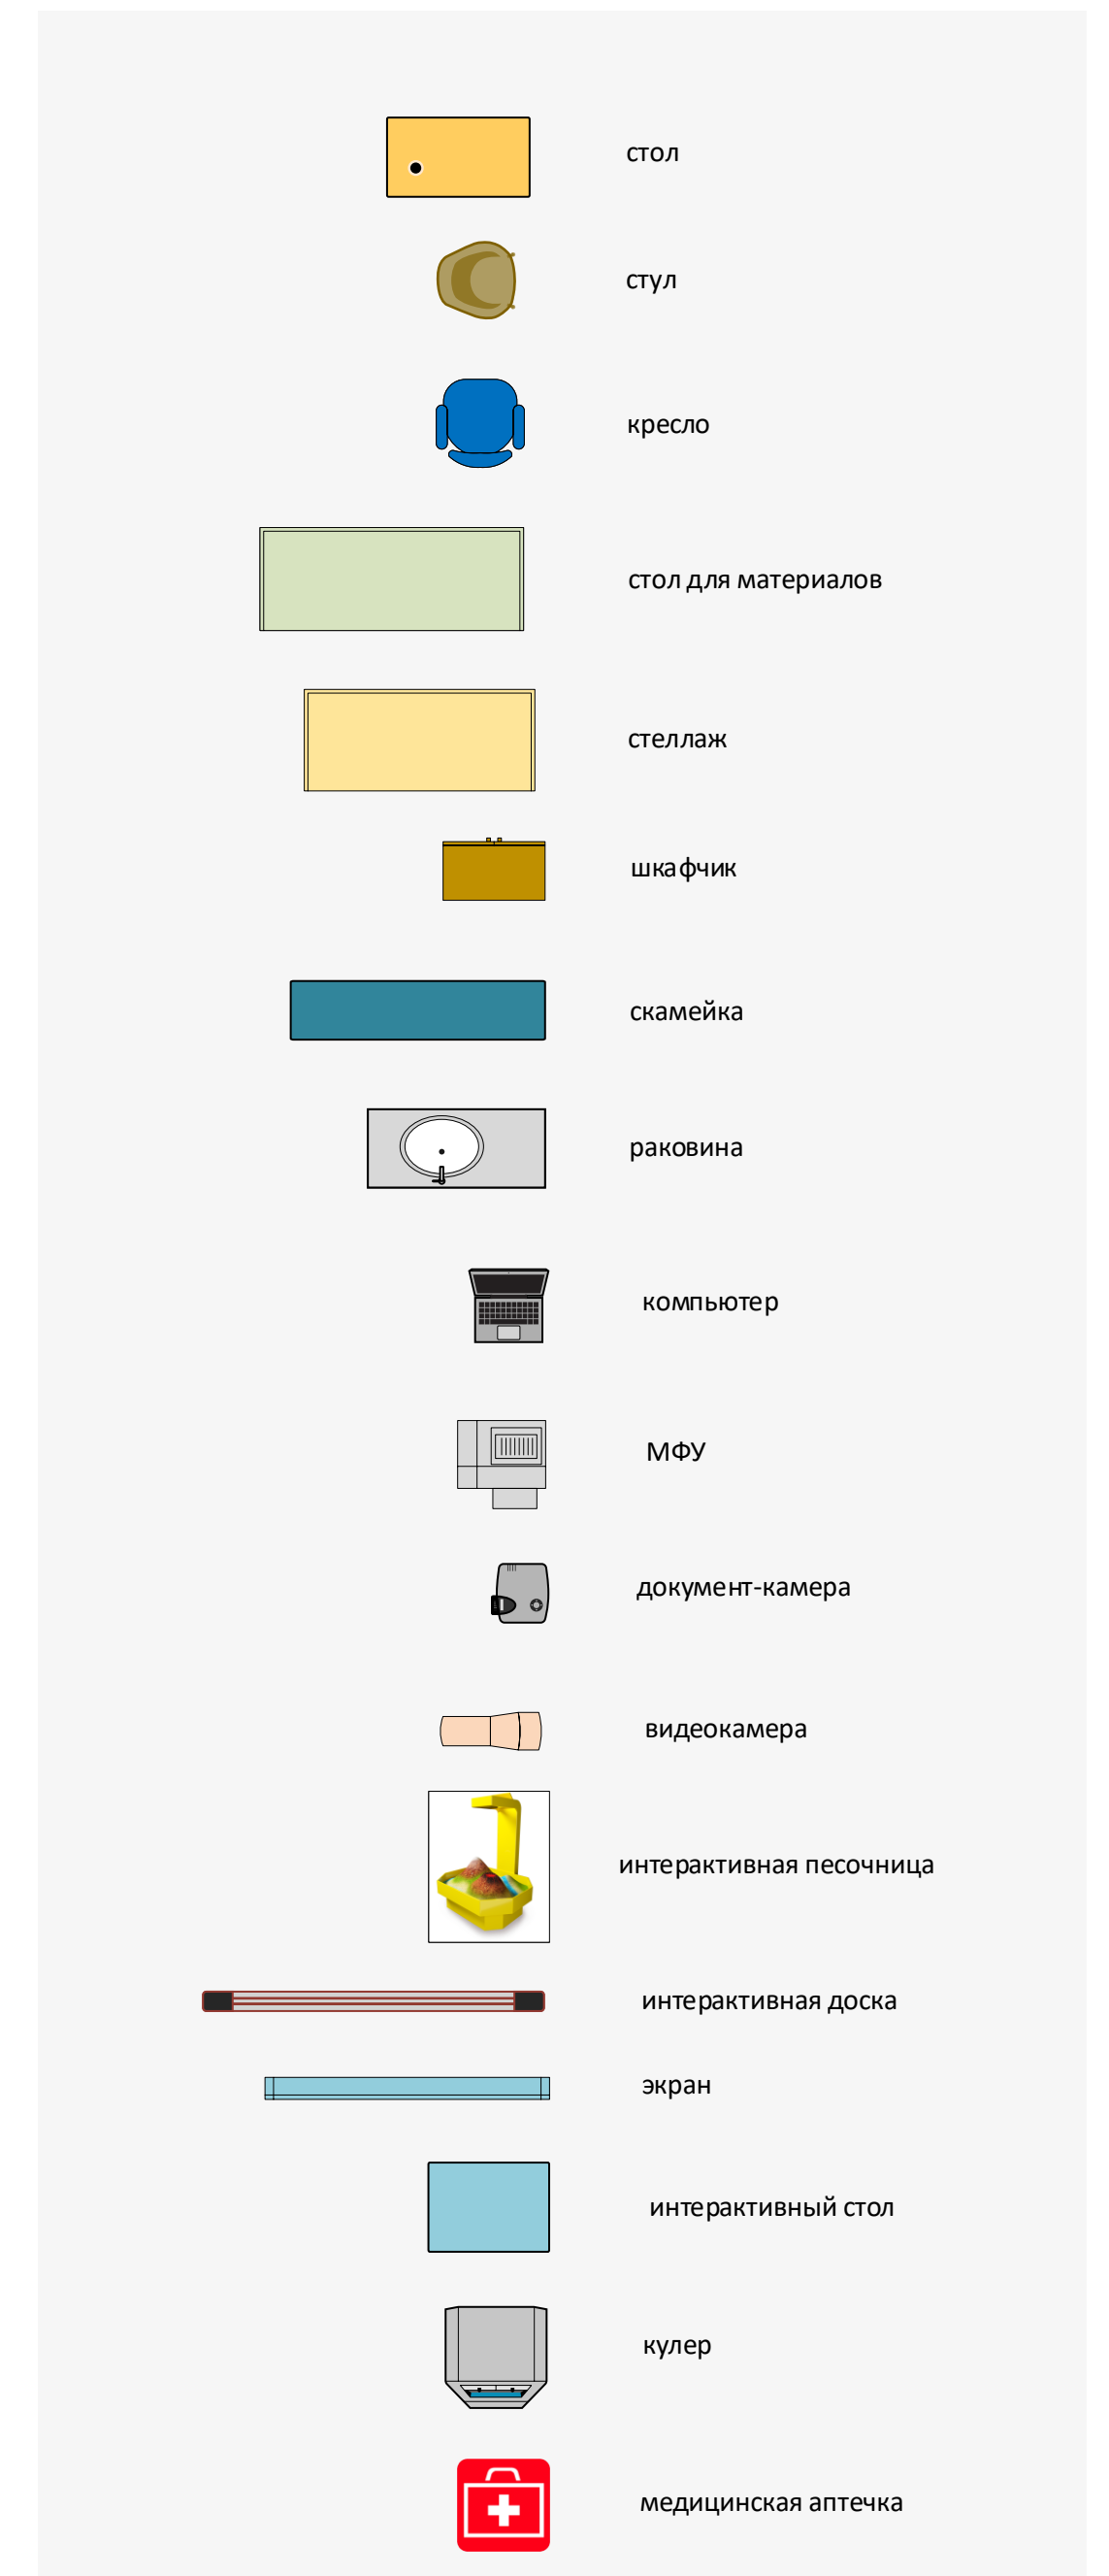 стол
стул
кресло
стол для материалов
стеллаж
шкафчик
скамейка
раковина
компьютер
МФУ
документ-камера
видеокамера
интерактивная песочница
интерактивная доска
экран
интерактивный стол
кулер
медицинская аптечка